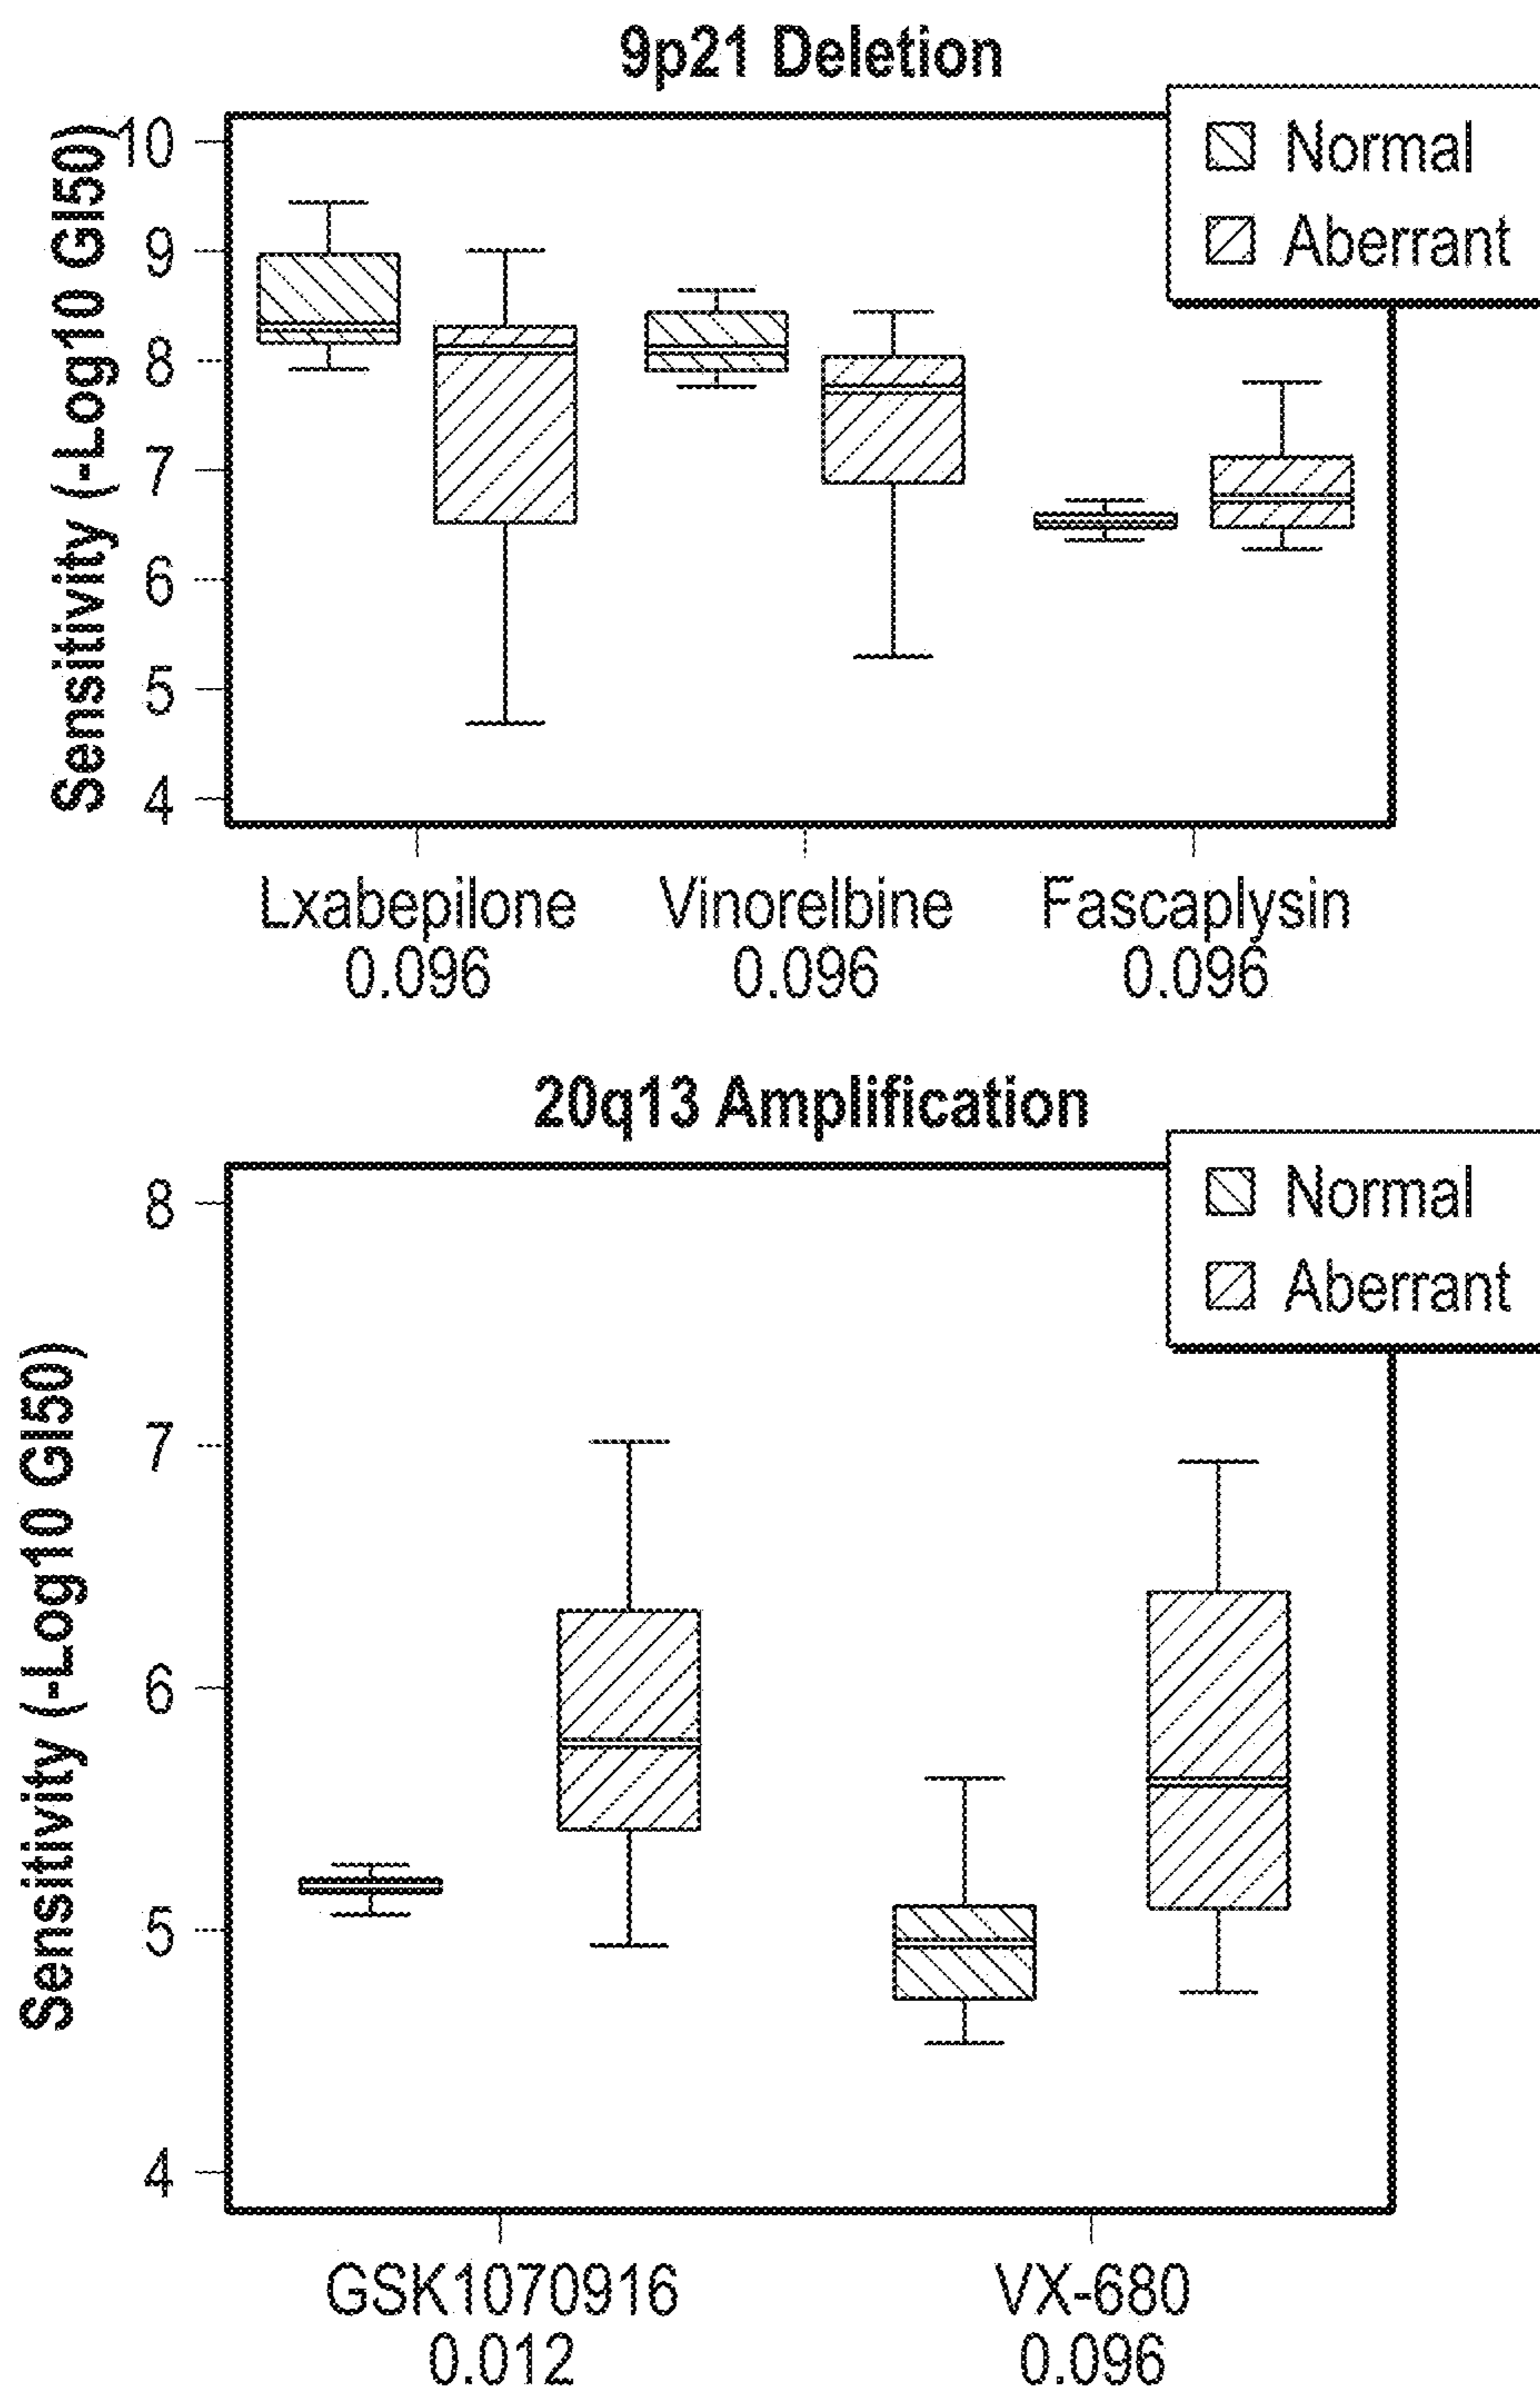 9p21 Deletion
Normal
Aberrant
Sensitivity (-Log10 GI50)
10
9
8
7
6
5
4
Lxabepilone
0.096
Vinorelbine
0.096
Fascaplysin
0.096
20q13 Amplification
Normal
Aberrant
Sensitivity (-Log10 GI50)
8
7
6
5
4
GSK1070916
0.012
VX-680
0.096